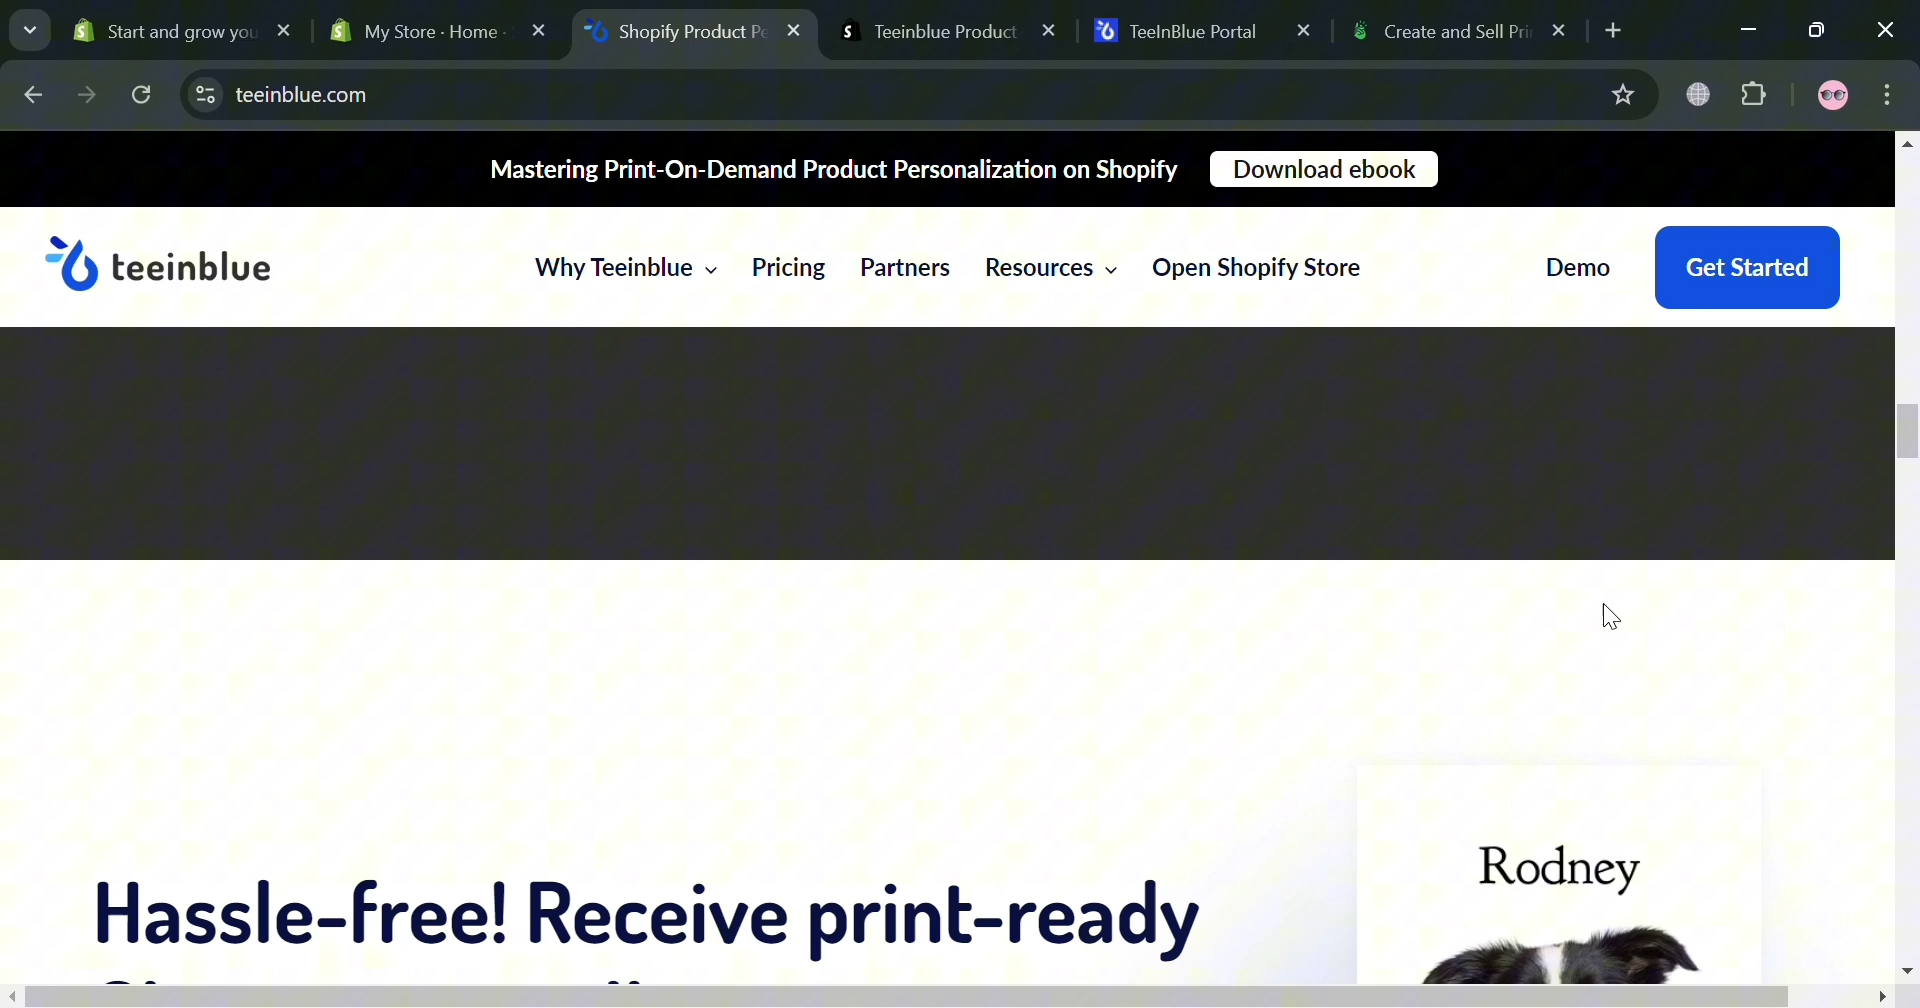 Start and grow you
My Store · Home ·
Shopify Product Pe
Teeinblue Product
TeeInBlue Portal
Create and Sell Prin
teeinblue.com
Mastering Print-On-Demand Product Personalization on Shopify
Download ebook
teeinblue
Why Teeinblue
Pricing
Partners
Resources
Open Shopify Store
Demo
Get Started
Rodney
Hassle-free! Receive print-ready